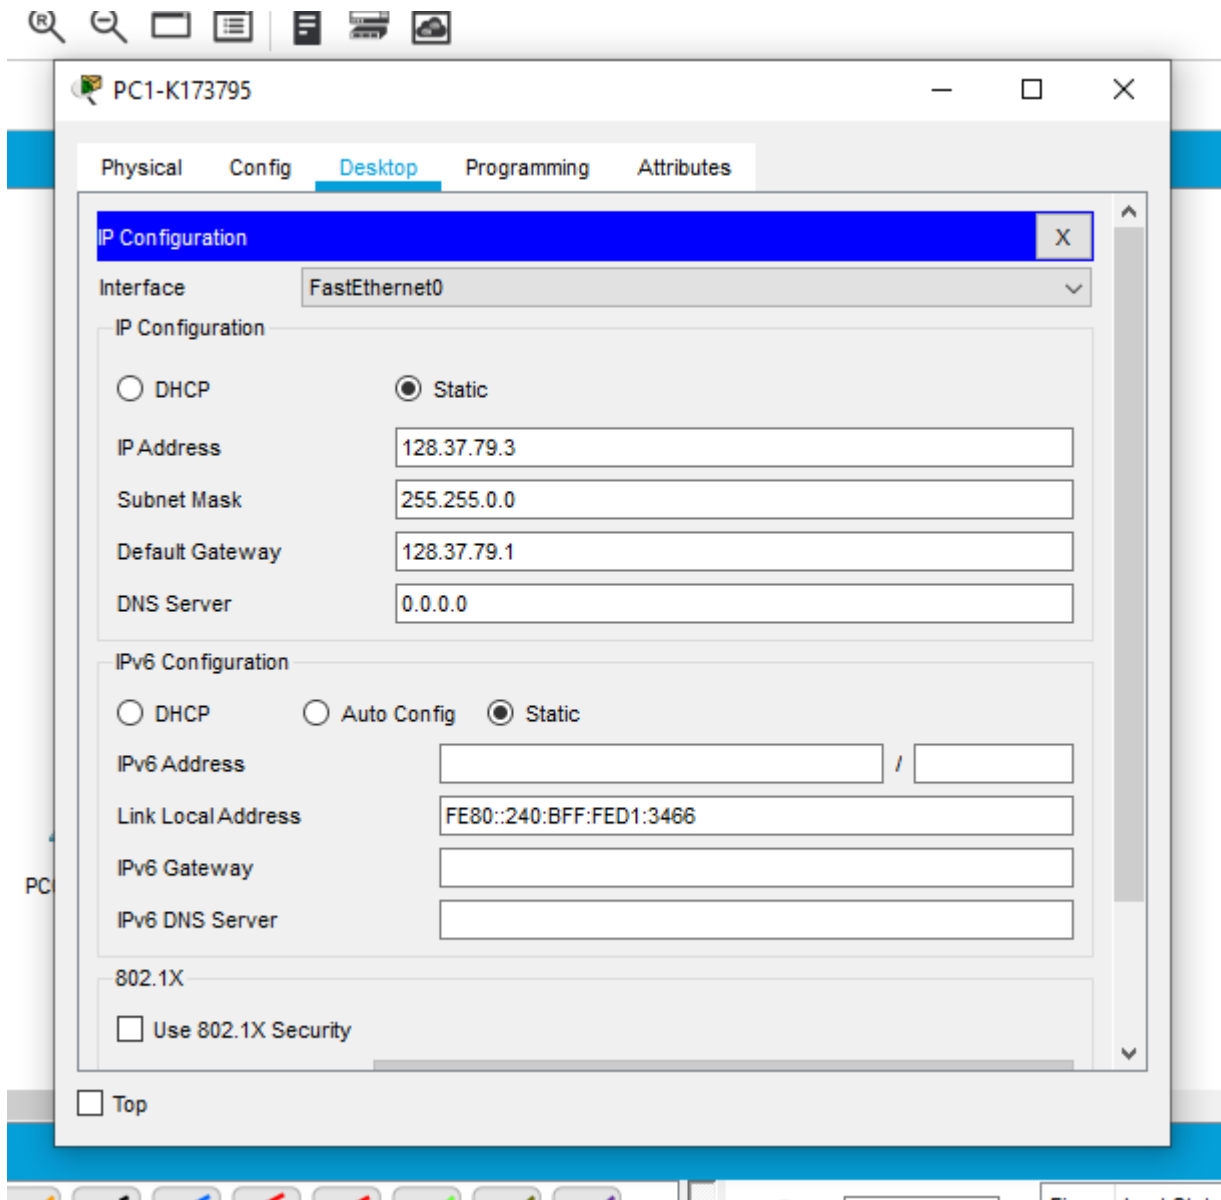 PC1-K173795
Physical Config Desktop Programming Attributes
IP Configuration X
Interface FastEthernet0
IP Configuration
DHCP Static
IP Address 128.37.79.3
Subnet Mask 255.255.0.0
Default Gateway 128.37.79.1
DNS Server 0.0.0.0
IPv6 Configuration
DHCP Auto Config Static
IPv6 Address /
Link Local Address FE80::240:BFF:FED1:3466
IPv6 Gateway
IPv6 DNS Server
802.1X
Use 802.1X Security
Top